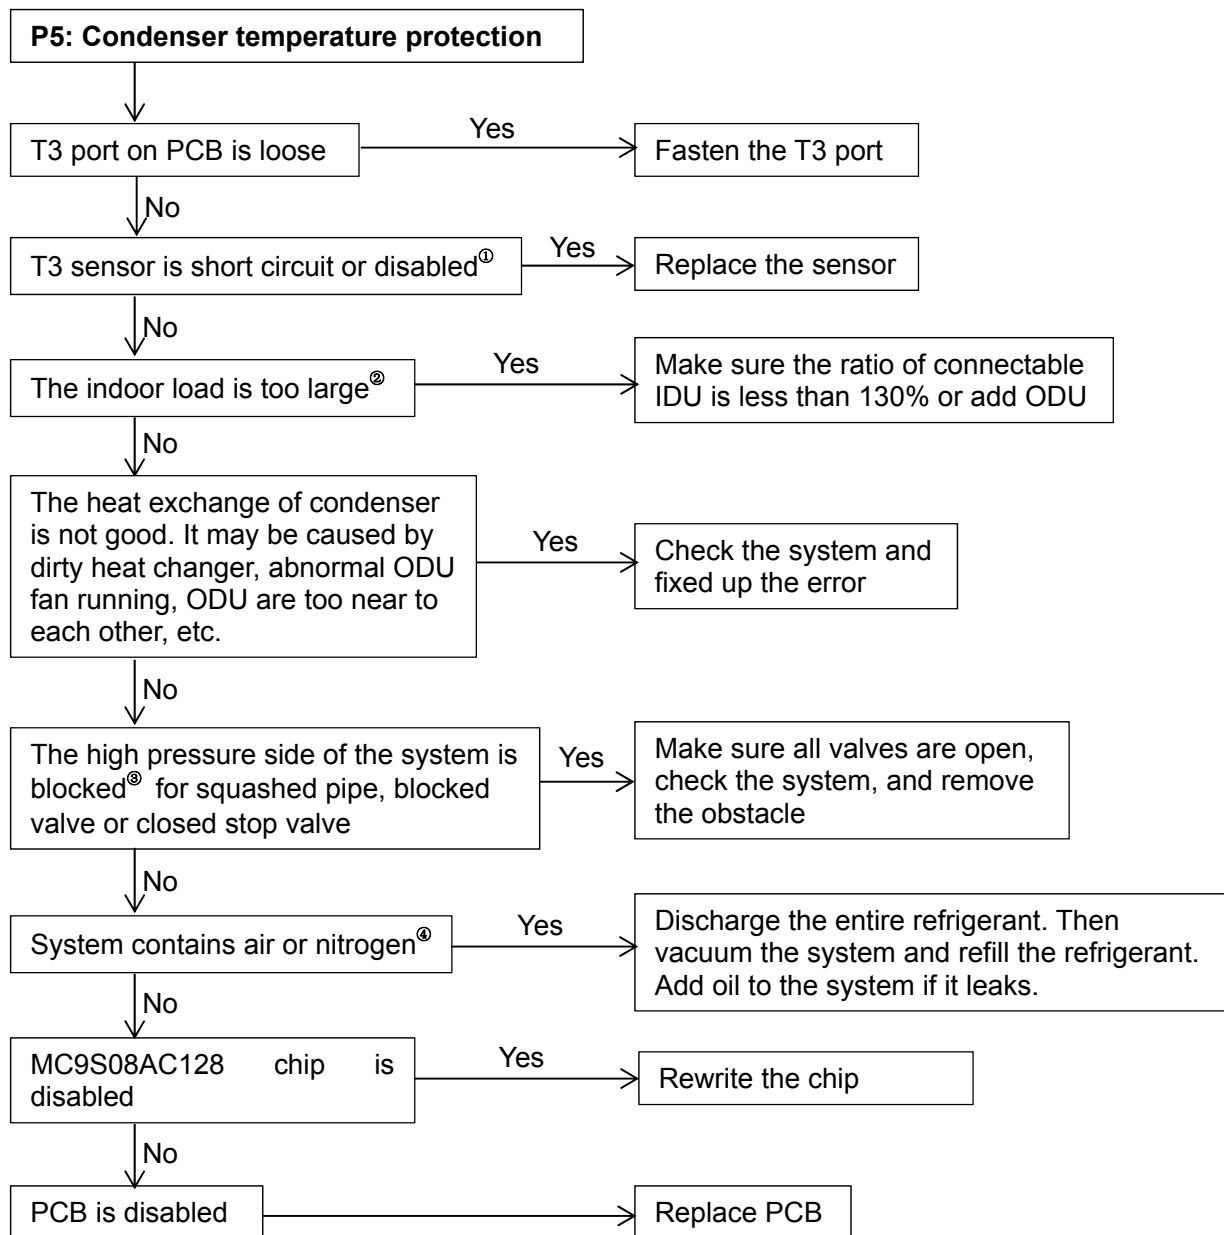 P5: Condenser temperature protection
T3 port on PCB is loose
Yes
Fasten the T3 port
No
T3 sensor is short circuit or disabled①
Yes
Replace the sensor
No
The indoor load is too large②
Yes
Make sure the ratio of connectable
IDU is less than 130% or add ODU
No
The heat exchange of condenser
is not good. It may be caused by
dirty heat changer, abnormal ODU
fan running, ODU are too near to
each other, etc.
Yes
Check the system and
fixed up the error
No
The high pressure side of the system is
blocked③ for squashed pipe, blocked
valve or closed stop valve
Yes
Make sure all valves are open,
check the system, and remove
the obstacle
No
System contains air or nitrogen④
Yes
Discharge the entire refrigerant. Then
vacuum the system and refill the refrigerant.
Add oil to the system if it leaks.
No
MC9S08AC128 chip is
disabled
Yes
Rewrite the chip
No
PCB is disabled
Replace PCB